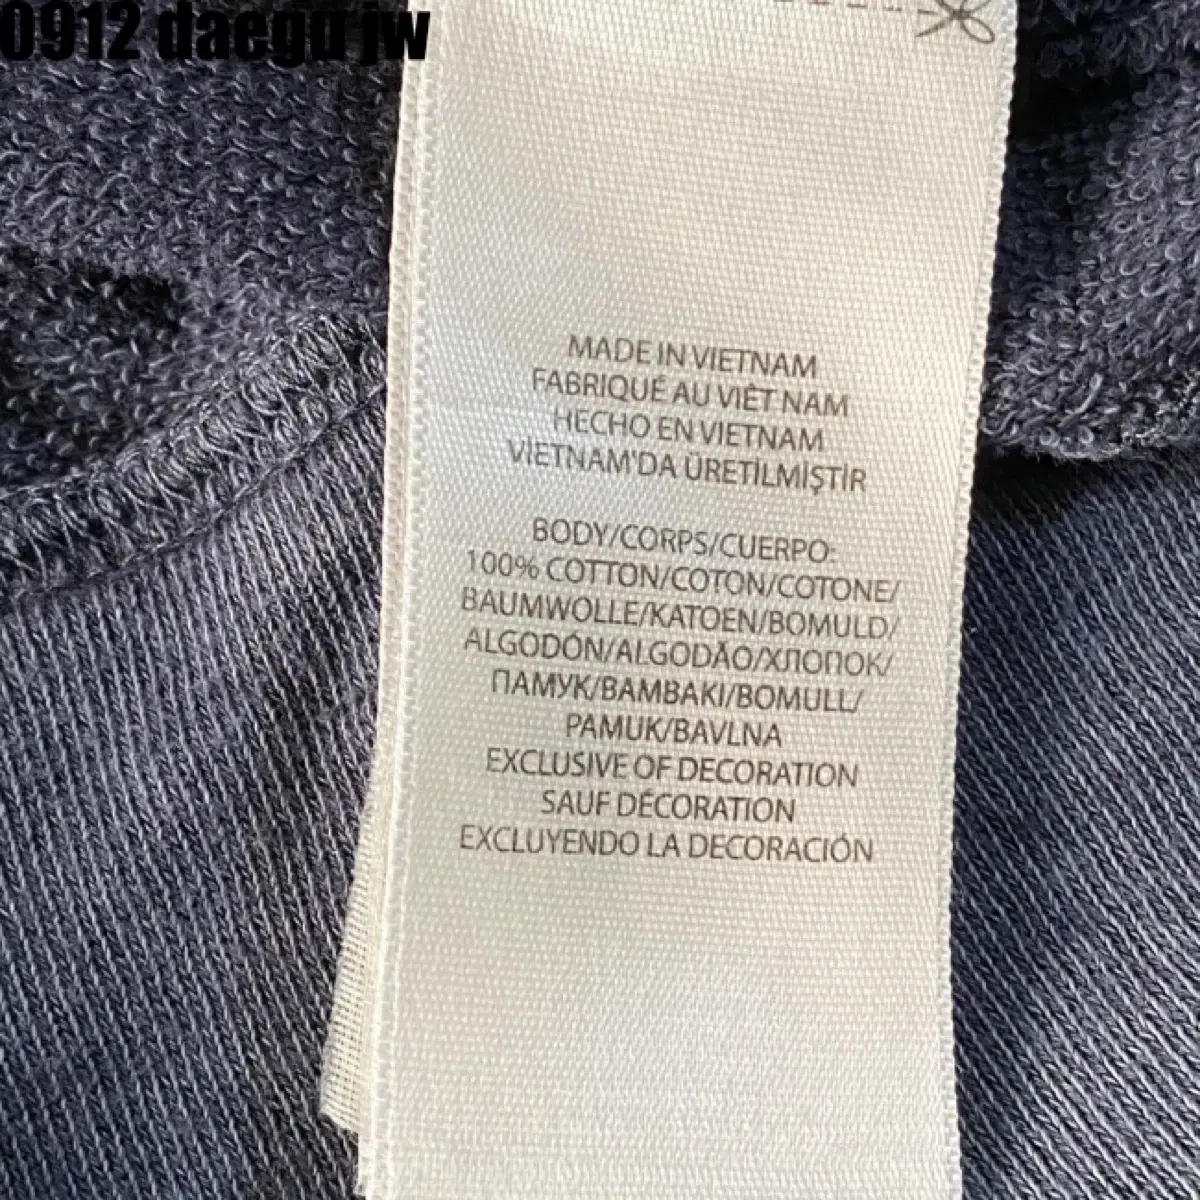 0912 daegu jw
MADE IN VIETNAM
FABRIQUÉ AU VIÊT NAM
HECHO EN VIETNAM
VİETNAM'DA ÜRETİLMİŞTİR
BODY/CORPS/CUERPO:
100% COTTON/COTON/COTONE/
BAUMWOLLE/KATOEN/BOMULD/
ALGODÓN/ALGODÃO/ХЛОПОК/
ПАМУК/ΒΑΜΒΑΚΙ/BOMULL/
PAMUK/BAVLNA
EXCLUSIVE OF DECORATION
SAUF DÉCORATION
EXCLUYENDO LA DECORACIÓN